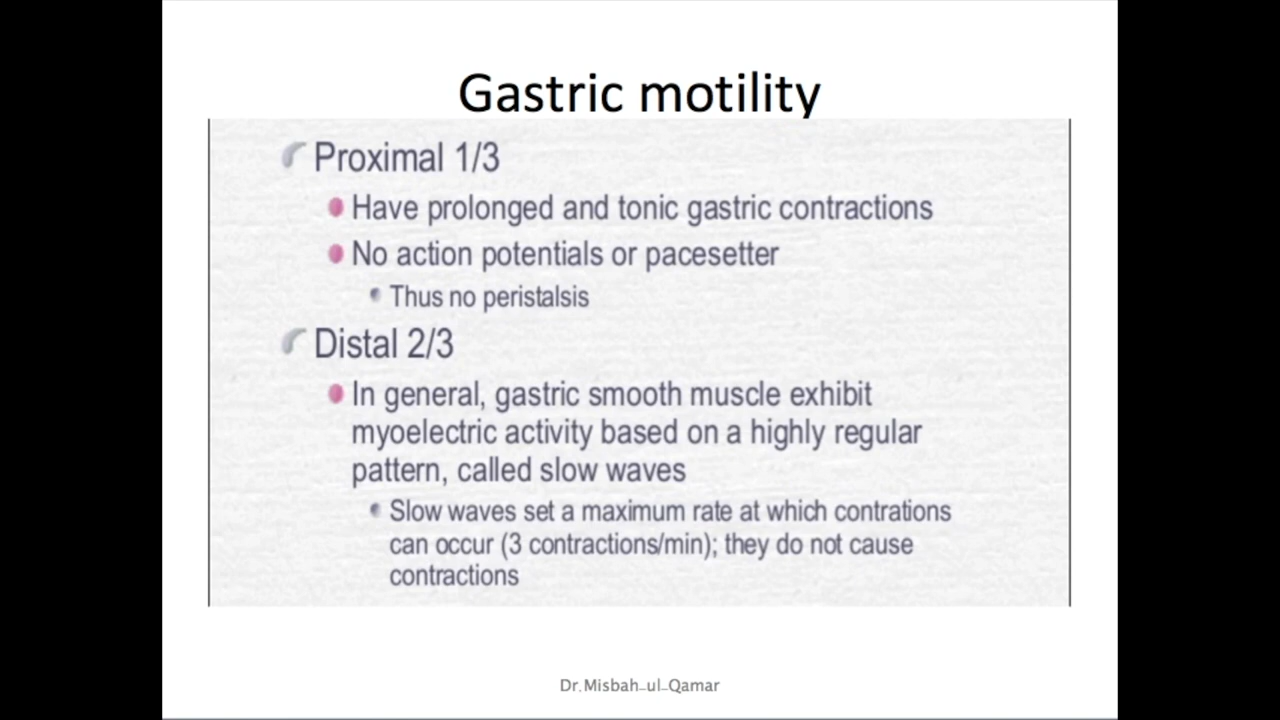 Gastric motility
Proximal 1/3
Have prolonged and tonic gastric contractions
No action potentials or pacesetter
Thus no peristalsis
Distal 2/3
In general, gastric smooth muscle exhibit
myoelectric activity based on a highly regular
pattern, called slow waves
Slow waves set a maximum rate at which contrations
can occur (3 contractions/min); they do not cause
contractions
Dr.Misbah-ul-Qamar